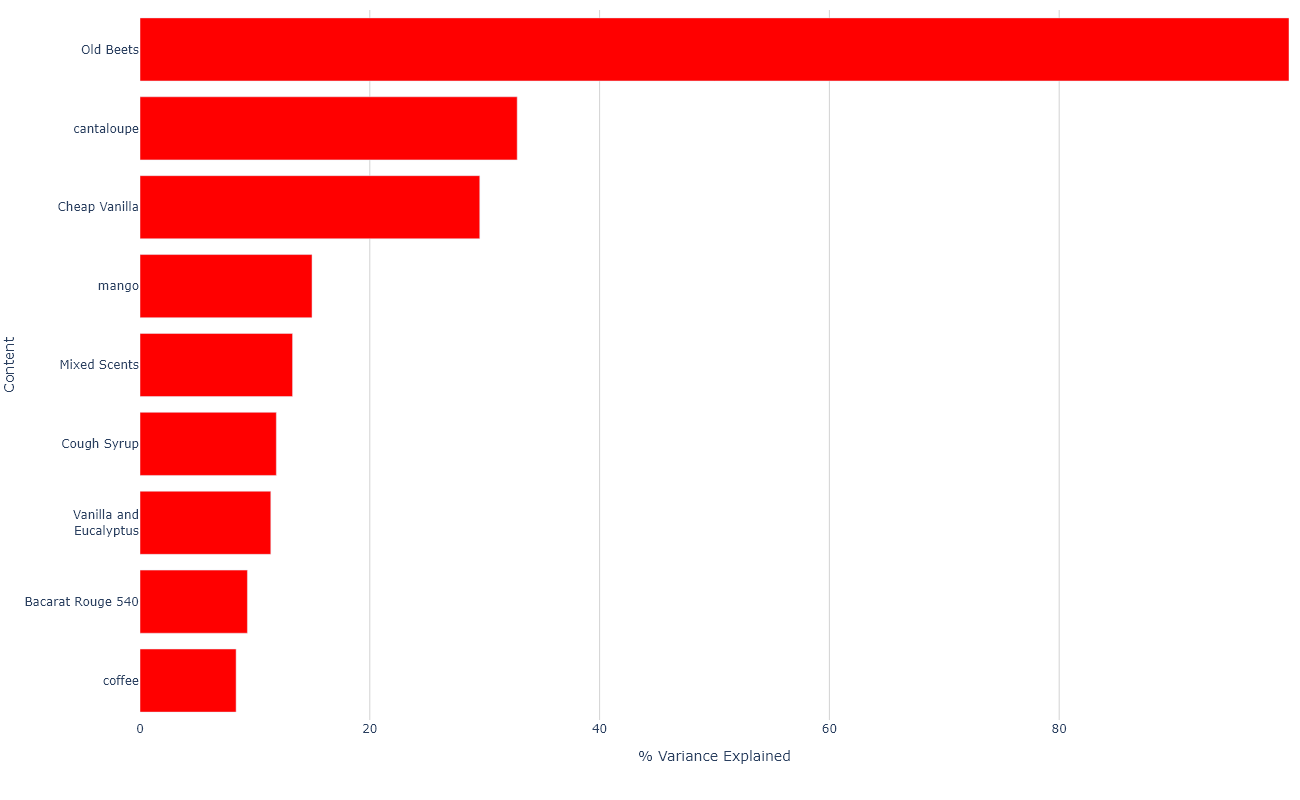 Old Beets
cantaloupe
Cheap Vanilla
mango
Mixed Scents
Cough Syrup
Vanilla and
Eucalyptus
Bacarat Rouge 540
coffee
Content
0 20 40 60 80
% Variance Explained